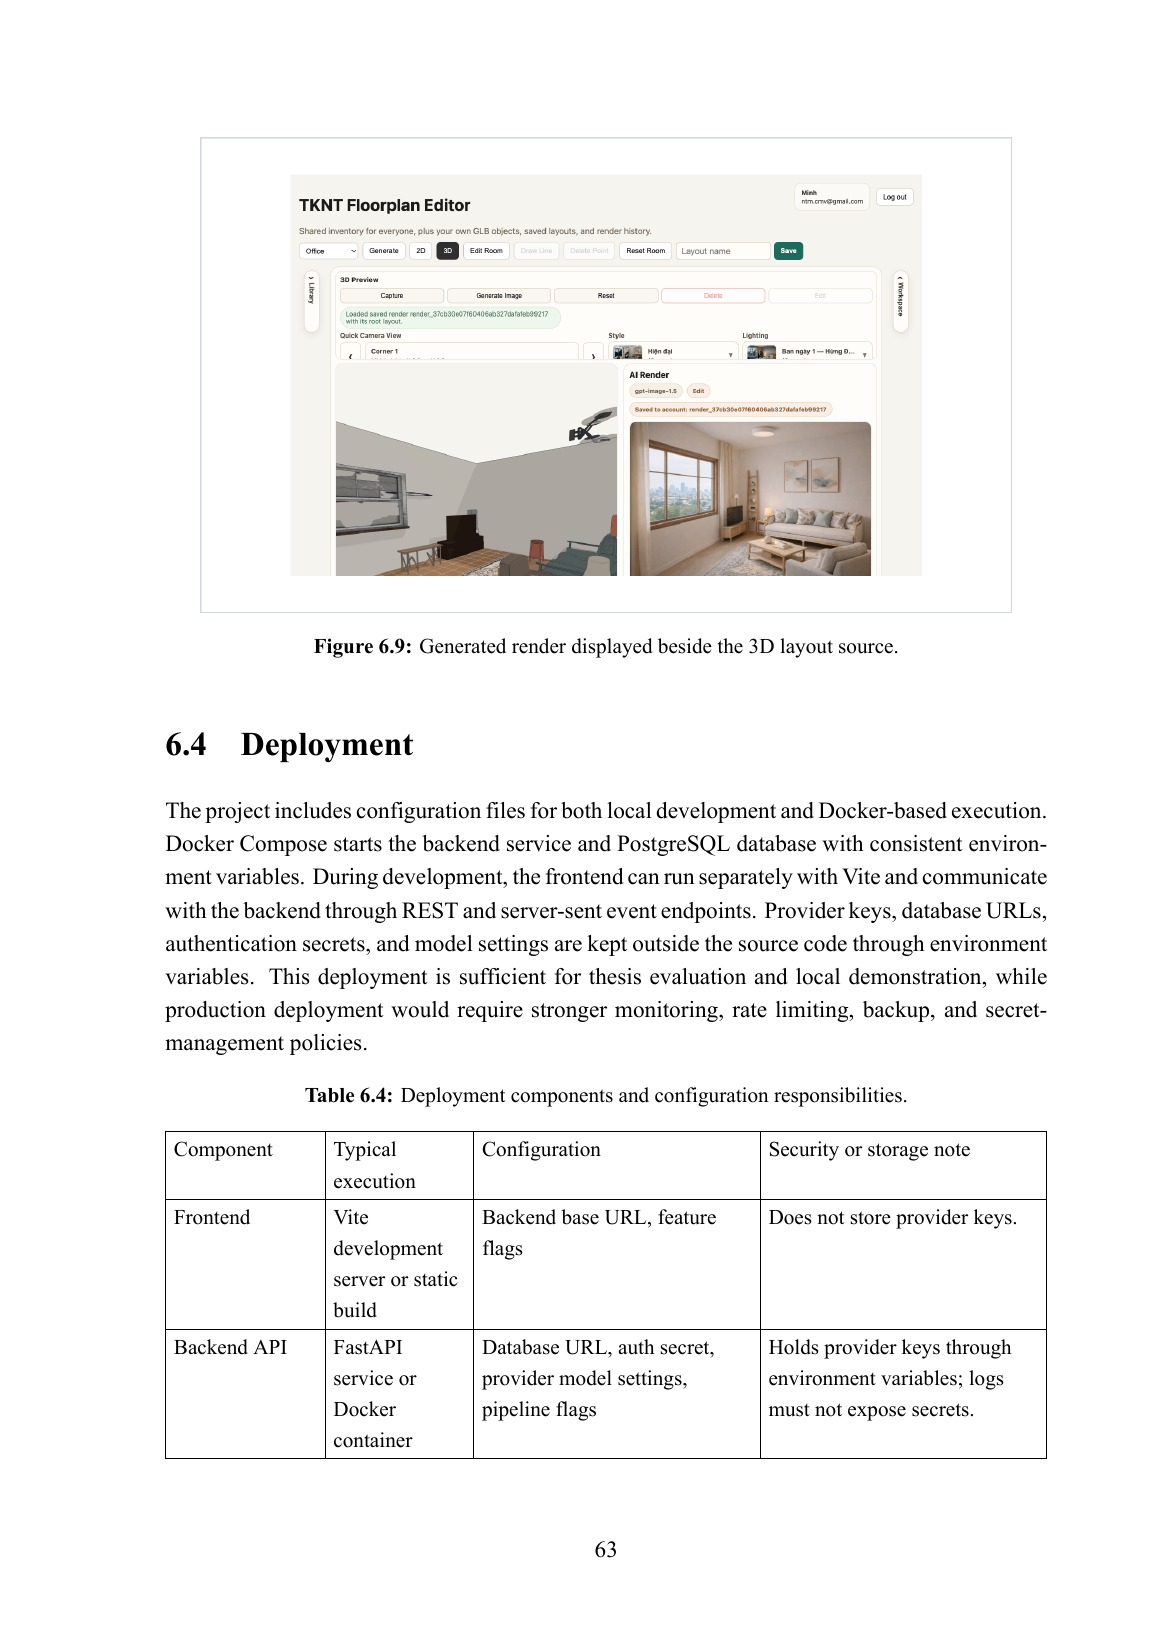 TKNT Floorplan Editor
Minh
ntm.cmv@gmail.com
Log out
Shared inventory for everyone, plus your own GLB objects, saved layouts, and render history.
Office
Generate
2D
3D
Edit Room
Draw Line
Delete Point
Reset Room
Layout name
Save
Library
Workspace
3D Preview
Capture
Generate Image
Reset
Delete
Edit
Loaded saved render render_37cb30e07f60406ab327dafafeb99217
with its root layout.
Quick Camera View
Style
Lighting
Corner 1
Hiện đại
Ban ngày 1 — Hừng Đ...
AI Render
gpt-image-1.5
Edit
Saved to account: render_37cb30e07f60406ab327dafafeb99217
Figure 6.9: Generated render displayed beside the 3D layout source.
6.4 Deployment
The project includes configuration files for both local development and Docker-based execution.
Docker Compose starts the backend service and PostgreSQL database with consistent environ-
ment variables. During development, the frontend can run separately with Vite and communicate
with the backend through REST and server-sent event endpoints. Provider keys, database URLs,
authentication secrets, and model settings are kept outside the source code through environment
variables. This deployment is sufficient for thesis evaluation and local demonstration, while
production deployment would require stronger monitoring, rate limiting, backup, and secret-
management policies.
Table 6.4: Deployment components and configuration responsibilities.
Component
Typical
execution
Configuration
Security or storage note
Frontend
Vite
development
server or static
build
Backend base URL, feature
flags
Does not store provider keys.
Backend API
FastAPI
service or
Docker
container
Database URL, auth secret,
provider model settings,
pipeline flags
Holds provider keys through
environment variables; logs
must not expose secrets.
63